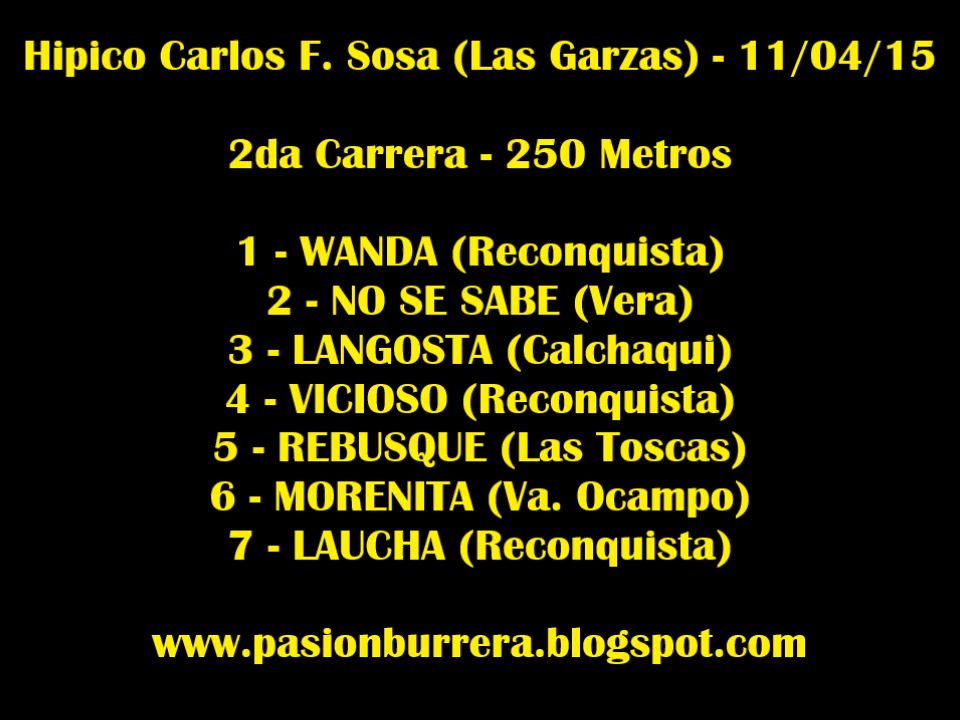 Hipico Carlos F. Sosa (Las Garzas) - 11/04/15
2da Carrera - 250 Metros
1 - WANDA (Reconquista)
2 - NO SE SABE (Vera)
3 - LANGOSTA (Calchaqui)
4 - VICIOSO (Reconquista)
5 - REBUSQUE (Las Toscas)
6 - MORENITA (Va. Ocampo)
7 - LAUCHA (Reconquista)
www.pasionburrera.blogspot.com